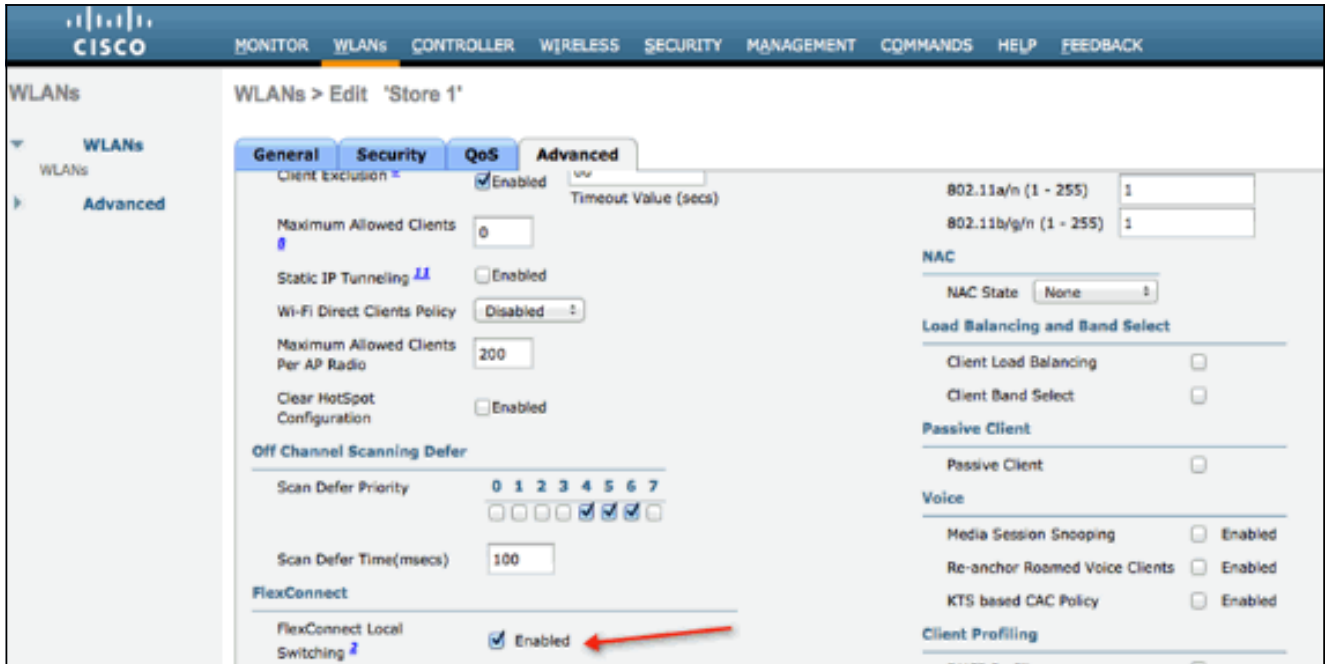 CISCO
MONITOR WLANs CONTROLLER WIRELESS SECURITY MANAGEMENT COMMANDS HELP FEEDBACK
WLANs
WLANs
WLANs
Advanced
WLANs > Edit 'Store 1'
General Security QoS Advanced
Client Exclusion
Enabled
Timeout Value (secs)
Maximum Allowed Clients
8
0
Static IP Tunneling 11
Enabled
Wi-Fi Direct Clients Policy
Disabled
Maximum Allowed Clients
Per AP Radio
200
Clear HotSpot
Configuration
Enabled
Off Channel Scanning Defer
Scan Defer Priority
0 1 2 3 4 5 6 7
Scan Defer Time(msecs)
100
FlexConnect
FlexConnect Local
Switching 2
Enabled
802.11a/n (1 - 255)
1
802.11b/g/n (1 - 255)
1
NAC
NAC State
None
Load Balancing and Band Select
Client Load Balancing
Client Band Select
Passive Client
Passive Client
Voice
Media Session Snooping
Enabled
Re-anchor Roamed Voice Clients
Enabled
KTS based CAC Policy
Enabled
Client Profiling